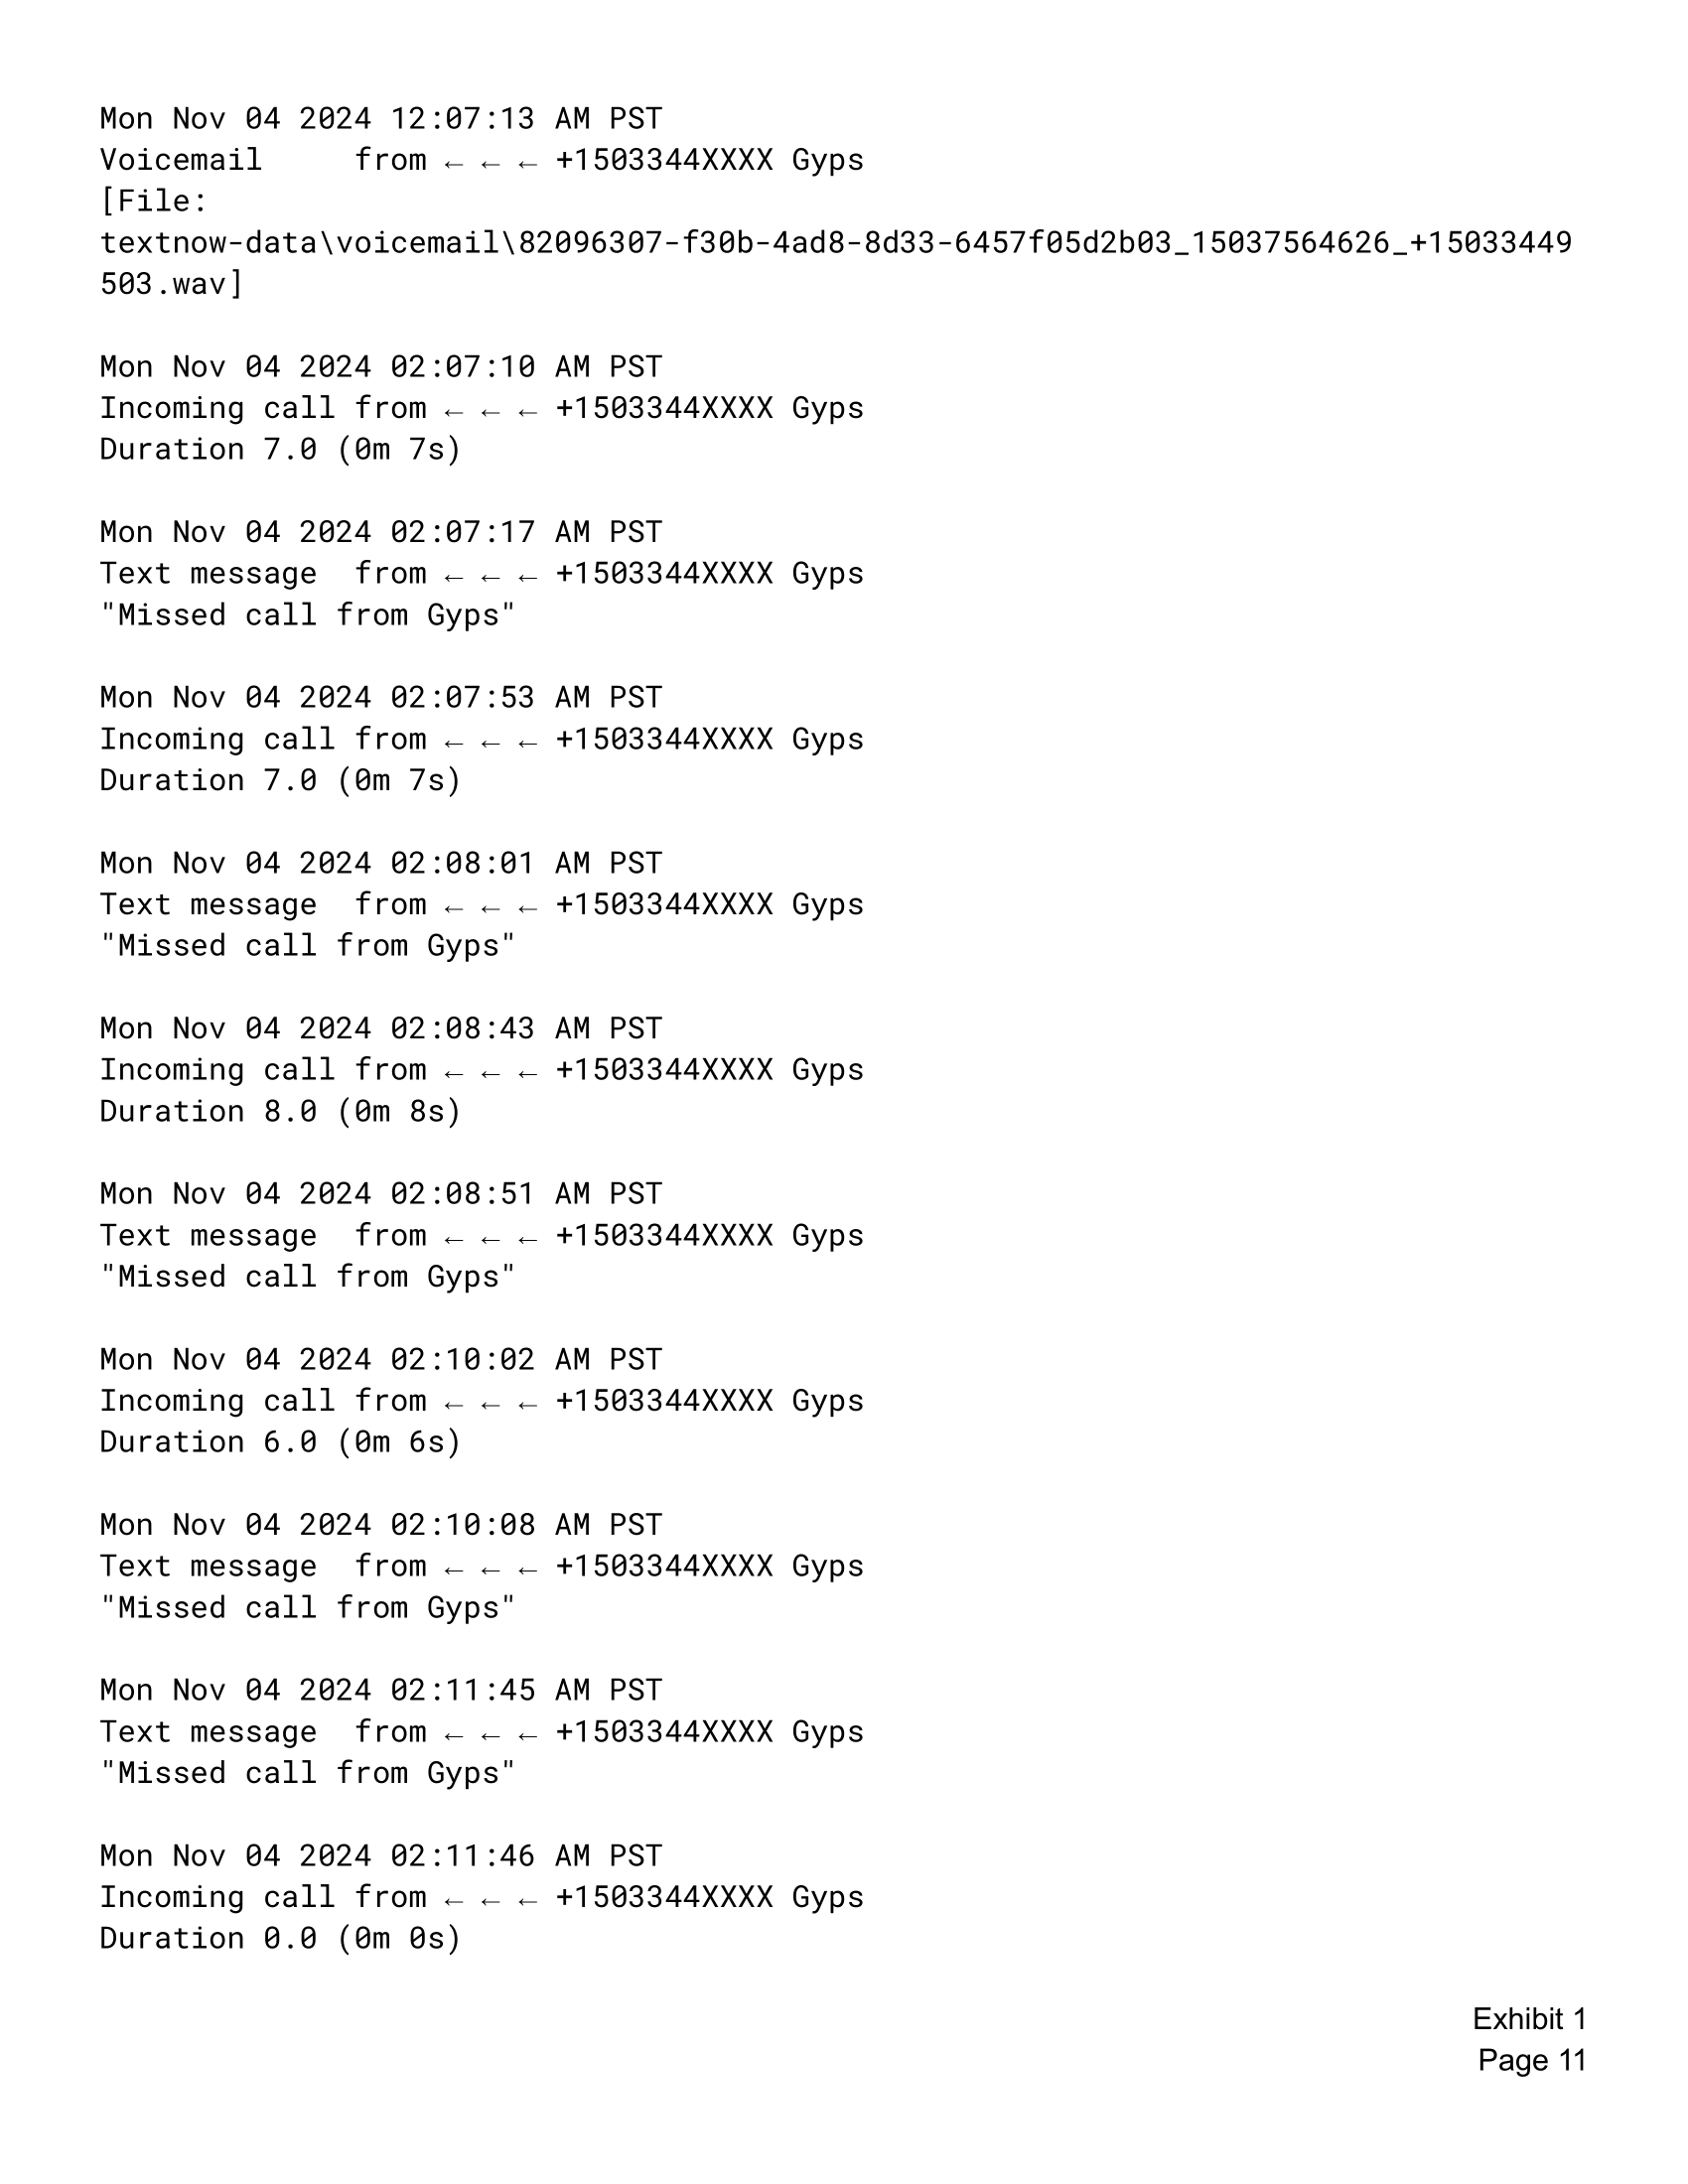 Mon Nov 04 2024 12:07:13 AM PST
Voicemail     from ← ← ← +1503344XXXX Gyps
[File:
textnow-data\voicemail\82096307-f30b-4ad8-8d33-6457f05d2b03_15037564626_+15033449
503.wav]

Mon Nov 04 2024 02:07:10 AM PST
Incoming call from ← ← ← +1503344XXXX Gyps
Duration 7.0 (0m 7s)

Mon Nov 04 2024 02:07:17 AM PST
Text message  from ← ← ← +1503344XXXX Gyps
"Missed call from Gyps"

Mon Nov 04 2024 02:07:53 AM PST
Incoming call from ← ← ← +1503344XXXX Gyps
Duration 7.0 (0m 7s)

Mon Nov 04 2024 02:08:01 AM PST
Text message  from ← ← ← +1503344XXXX Gyps
"Missed call from Gyps"

Mon Nov 04 2024 02:08:43 AM PST
Incoming call from ← ← ← +1503344XXXX Gyps
Duration 8.0 (0m 8s)

Mon Nov 04 2024 02:08:51 AM PST
Text message  from ← ← ← +1503344XXXX Gyps
"Missed call from Gyps"

Mon Nov 04 2024 02:10:02 AM PST
Incoming call from ← ← ← +1503344XXXX Gyps
Duration 6.0 (0m 6s)

Mon Nov 04 2024 02:10:08 AM PST
Text message  from ← ← ← +1503344XXXX Gyps
"Missed call from Gyps"

Mon Nov 04 2024 02:11:45 AM PST
Text message  from ← ← ← +1503344XXXX Gyps
"Missed call from Gyps"

Mon Nov 04 2024 02:11:46 AM PST
Incoming call from ← ← ← +1503344XXXX Gyps
Duration 0.0 (0m 0s)

Exhibit 1
Page 11